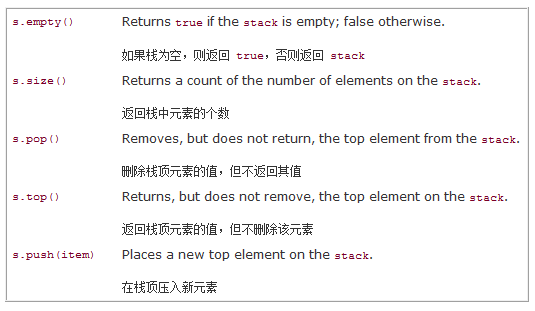 s.empty() Returns true if the stack is empty; false otherwise.
如果栈为空，则返回 true，否则返回 stack
s.size() Returns a count of the number of elements on the stack.
返回栈中元素的个数
s.pop() Removes, but does not return, the top element from the stack.
删除栈顶元素的值，但不返回其值
s.top() Returns, but does not remove, the top element on the stack.
返回栈顶元素的值，但不删除该元素
s.push(item) Places a new top element on the stack.
在栈顶压入新元素